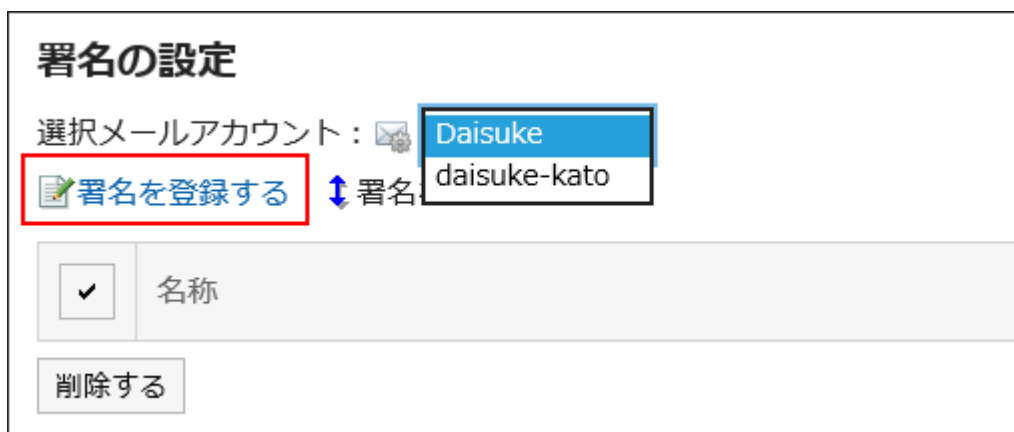 署名の設定
選択メールアカウント： Daisuke
daisuke-kato
署名を登録する 署名
名称
削除する